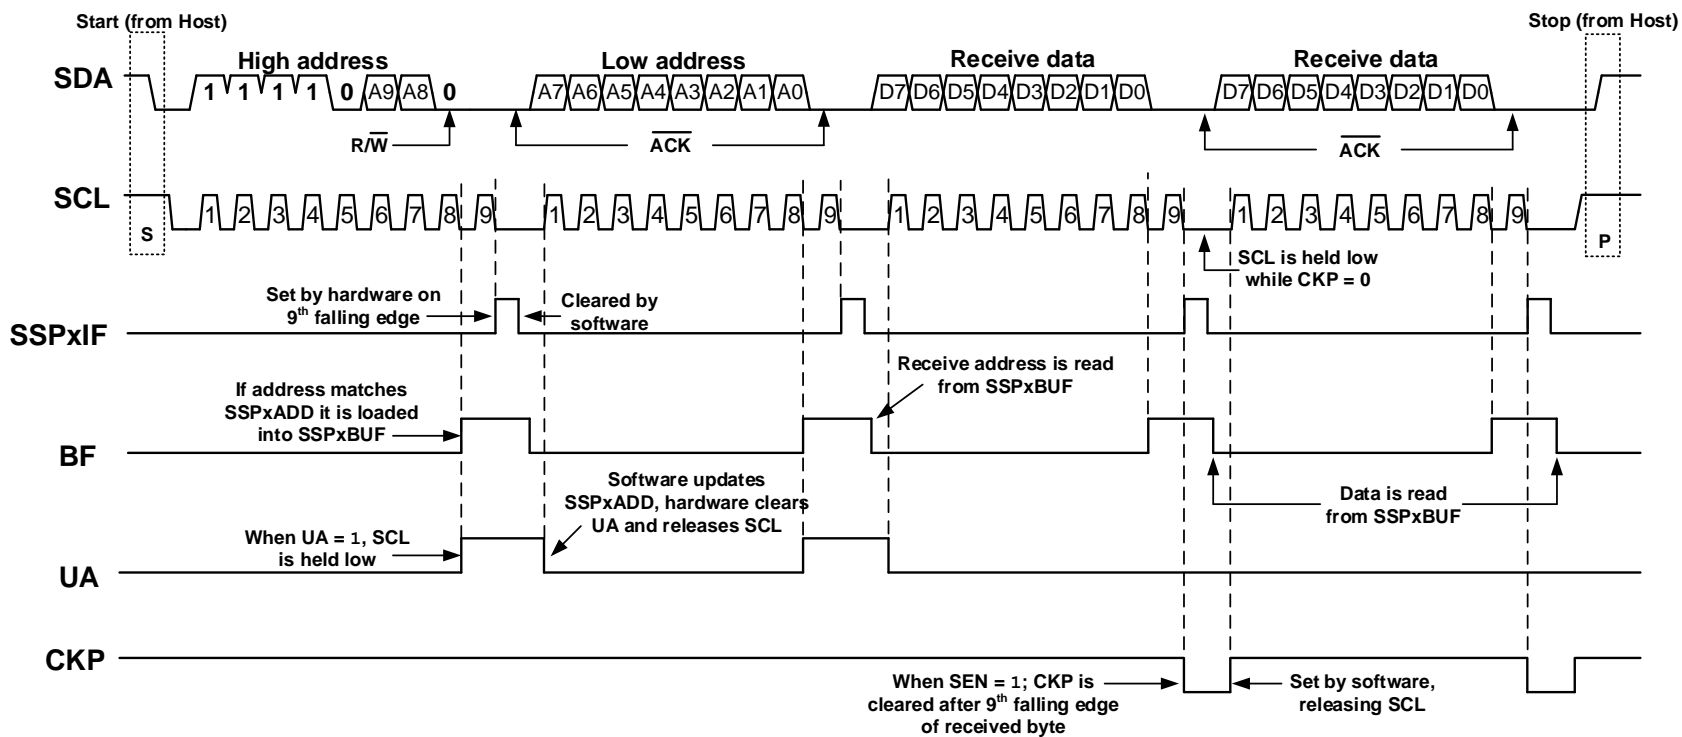 Start (from Host)
Stop (from Host)
High address
Low address
Receive data
Receive data
SDA
1 1 1 1 0 A9 A8 0
A7 A6 A5 A4 A3 A2 A1 A0
D7 D6 D5 D4 D3 D2 D1 D0
D7 D6 D5 D4 D3 D2 D1 D0
R/W
ACK
ACK
SCL
1 2 3 4 5 6 7 8 9
1 2 3 4 5 6 7 8 9
1 2 3 4 5 6 7 8 9
1 2 3 4 5 6 7 8 9
S
P
SCL is held low
while CKP = 0
Set by hardware on
9th falling edge
Cleared by
software
SSPxIF
Receive address is read
from SSPxBUF
If address matches
SSPxADD it is loaded
into SSPxBUF
BF
Software updates
SSPxADD, hardware clears
UA and releases SCL
Data is read
from SSPxBUF
When UA = 1, SCL
is held low
UA
CKP
When SEN = 1; CKP is
cleared after 9th falling edge
of received byte
Set by software,
releasing SCL